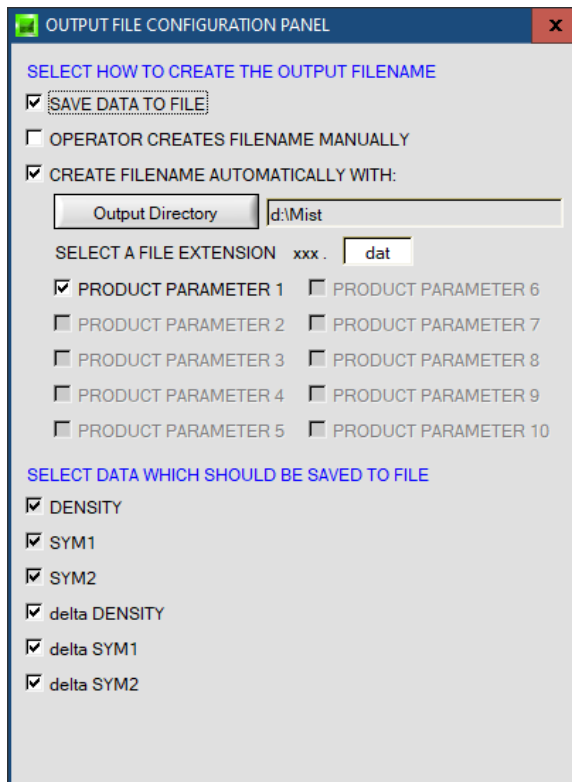 OUTPUT FILE CONFIGURATION PANEL
x
SELECT HOW TO CREATE THE OUTPUT FILENAME
SAVE DATA TO FILE
OPERATOR CREATES FILENAME MANUALLY
CREATE FILENAME AUTOMATICALLY WITH:
Output Directory d:\Mist
SELECT A FILE EXTENSION xxx . dat
PRODUCT PARAMETER 1 PRODUCT PARAMETER 6
PRODUCT PARAMETER 2 PRODUCT PARAMETER 7
PRODUCT PARAMETER 3 PRODUCT PARAMETER 8
PRODUCT PARAMETER 4 PRODUCT PARAMETER 9
PRODUCT PARAMETER 5 PRODUCT PARAMETER 10
SELECT DATA WHICH SHOULD BE SAVED TO FILE
DENSITY
SYM1
SYM2
delta DENSITY
delta SYM1
delta SYM2